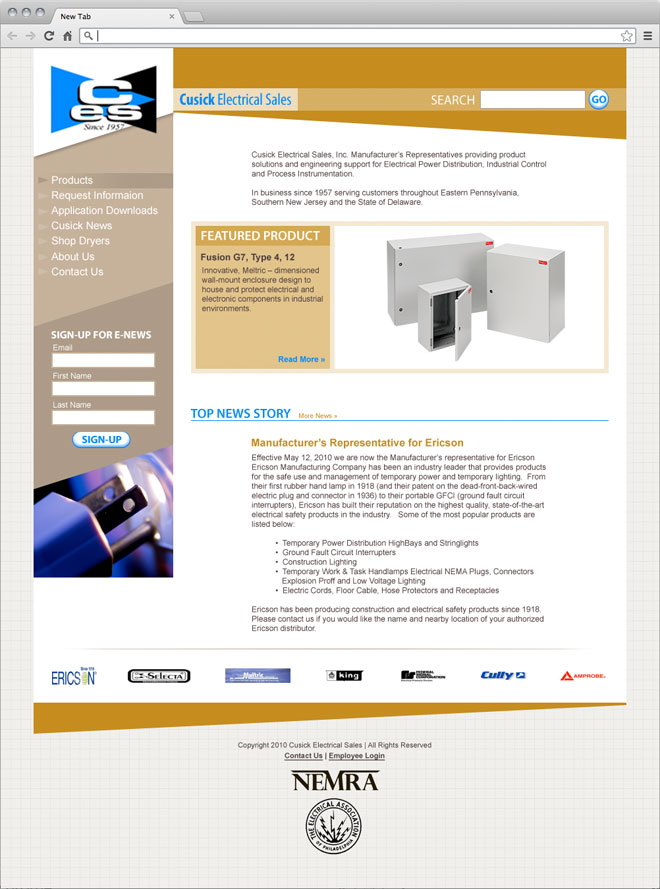 New Tab
Ces
Since 1957
Cusick Electrical Sales
SEARCH
GO
Products
Request Informaion
Application Downloads
Cusick News
Shop Dryers
About Us
Contact Us
SIGN-UP FOR E-NEWS
Email
First Name
Last Name
SIGN-UP
Cusick Electrical Sales, Inc. Manufacturer's Representatives providing product
solutions and engineering support for Electrical Power Distribution, Industrial Control
and Process Instrumentation.
In business since 1957 serving customers throughout Eastern Pennsylvania,
Southern New Jersey and the State of Delaware.
FEATURED PRODUCT
Fusion G7, Type 4, 12
Innovative, Meltric – dimensioned
wall-mount enclosure design to
house and protect electrical and
electronic components in industrial
environments.
Read More »
TOP NEWS STORY
More News »
Manufacturer's Representative for Ericson
Effective May 12, 2010 we are now the Manufacturer's representative for Ericson
Ericson Manufacturing Company has been an industry leader that provides products
for the safe use and management of temporary power and temporary lighting. From
their first rubber hand lamp in 1918 (and their patent on the dead-front-back-wired
electric plug and connector in 1936) to their portable GFCI (ground fault circuit
interrupters), Ericson has built their reputation on the highest quality, state-of-the-art
electrical safety products in the industry. Some of the most popular products are
listed below:
• Temporary Power Distribution HighBays and Stringlights
• Ground Fault Circuit Interrupters
• Construction Lighting
• Temporary Work & Task Handlamps Electrical NEMA Plugs, Connectors
Explosion Proff and Low Voltage Lighting
• Electric Cords, Floor Cable, Hose Protectors and Receptacles
Ericson has been producing construction and electrical safety products since 1918.
Please contact us if you would like the name and nearby location of your authorized
Ericson distributor.
Since 1918
ERICSON
SELECTA
Meltric
king
FEDERAL
CORPORATION
Cully
AMPROBE
Copyright 2010 Cusick Electrical Sales | All Rights Reserved
Contact Us | Employee Login
NEMRA
THE ELECTRICAL ASSOCIATION
OF PHILADELPHIA